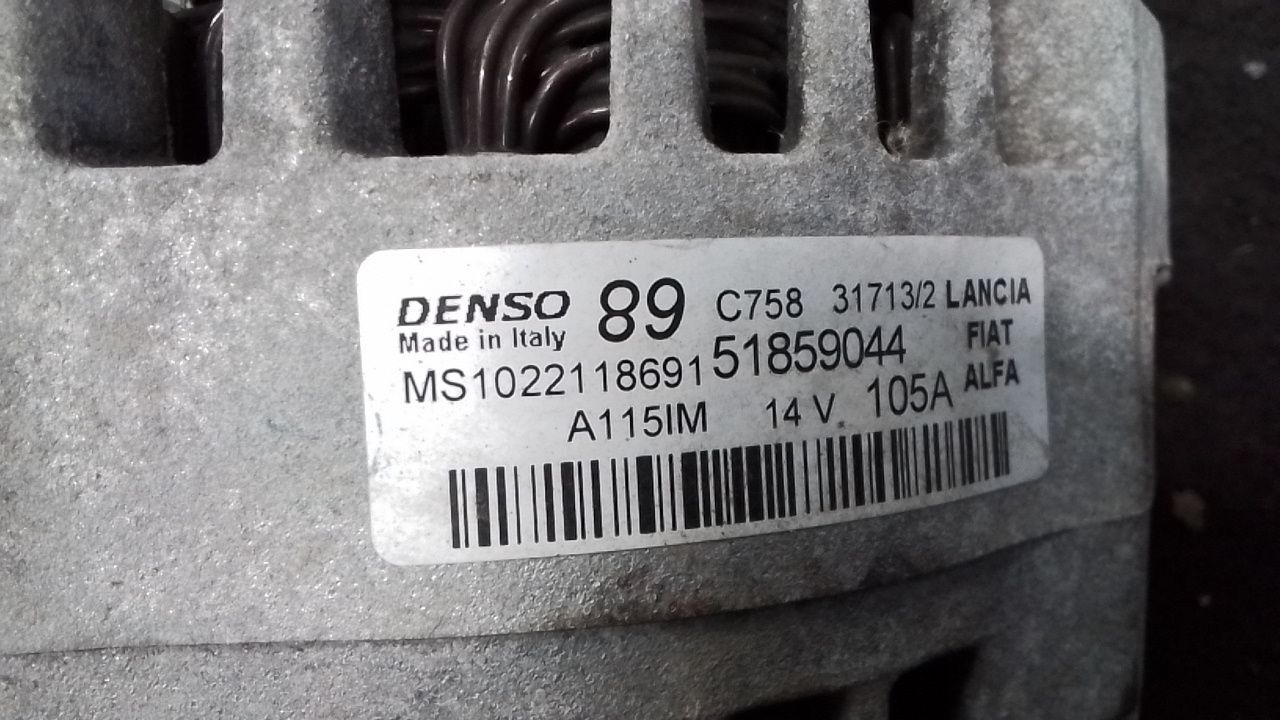 DENSO 89 C758 31713/2 LANCIA
Made in Italy FIAT
MS1022118691 51859044 ALFA
A115IM 14 V 105A